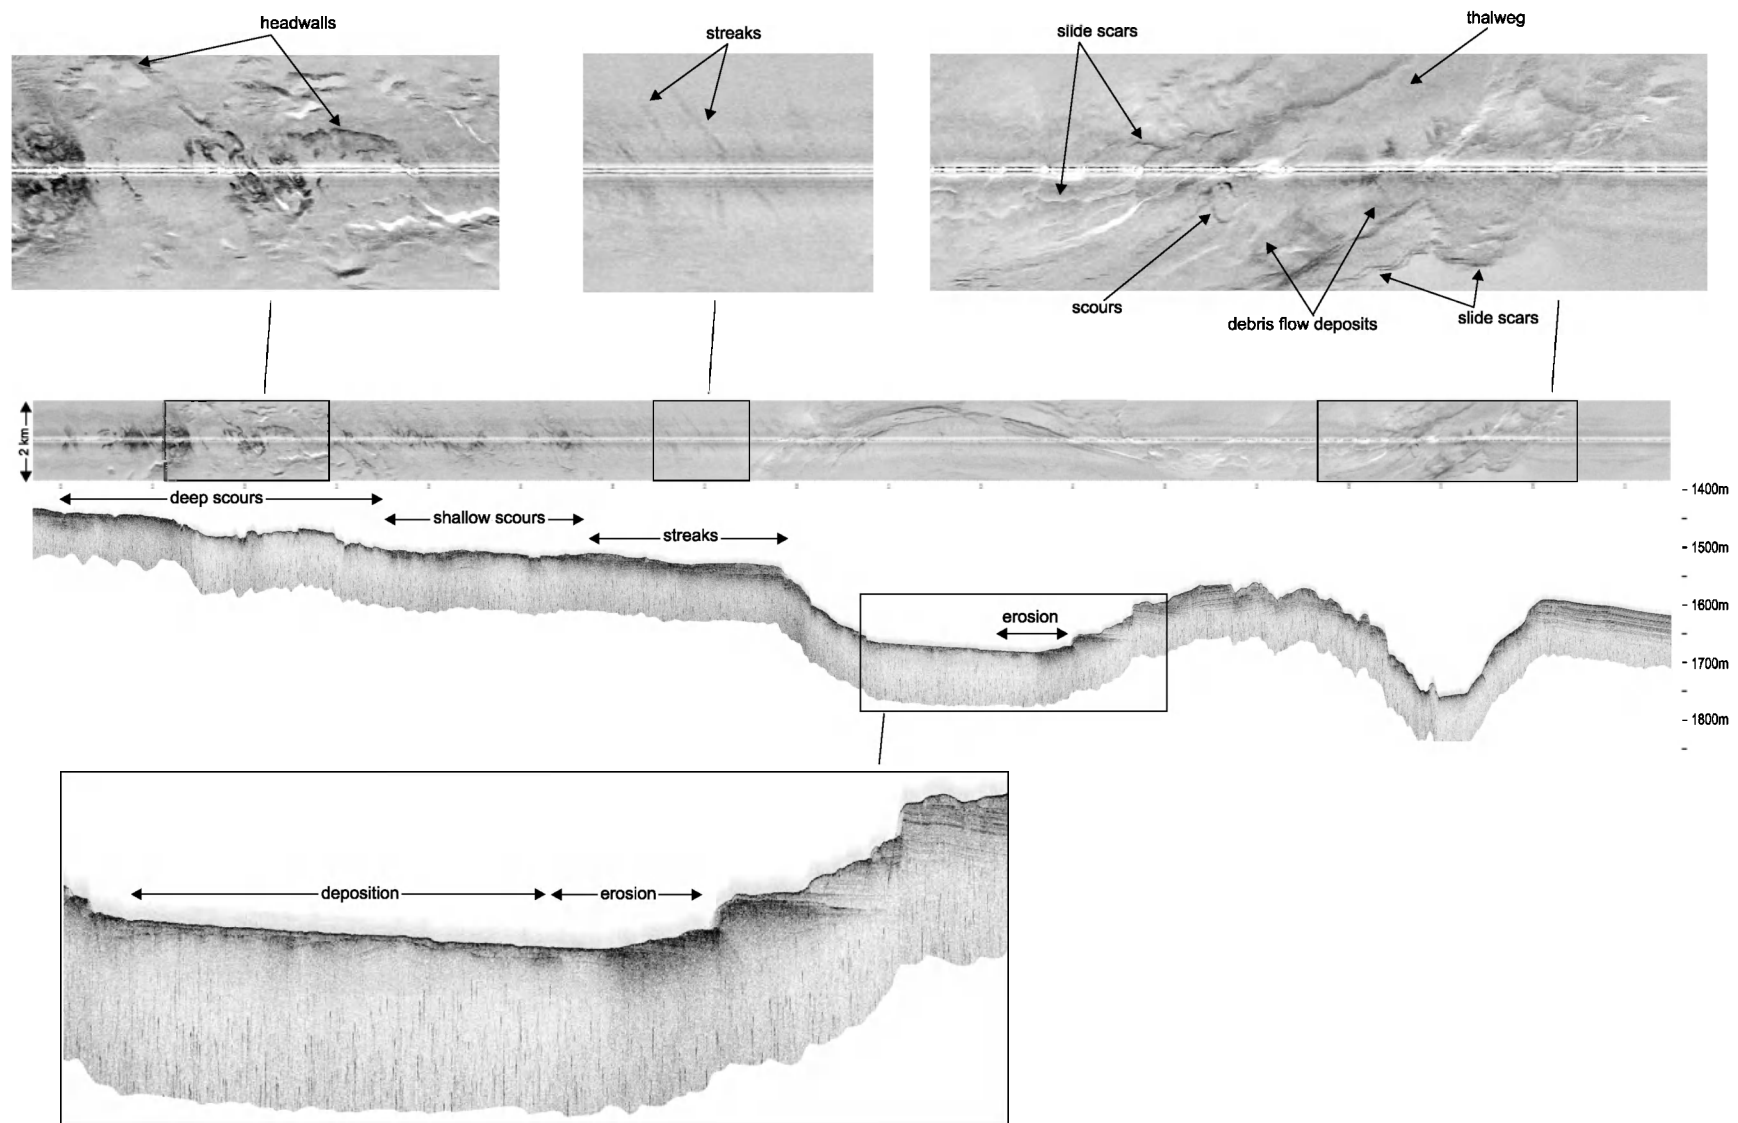 headwalls
streaks
slide scars
thalweg
scours
debris flow deposits
slide scars
2 km
deep scours
shallow scours
streaks
erosion
- 1400m
- 1500m
- 1600m
- 1700m
- 1800m
deposition
erosion